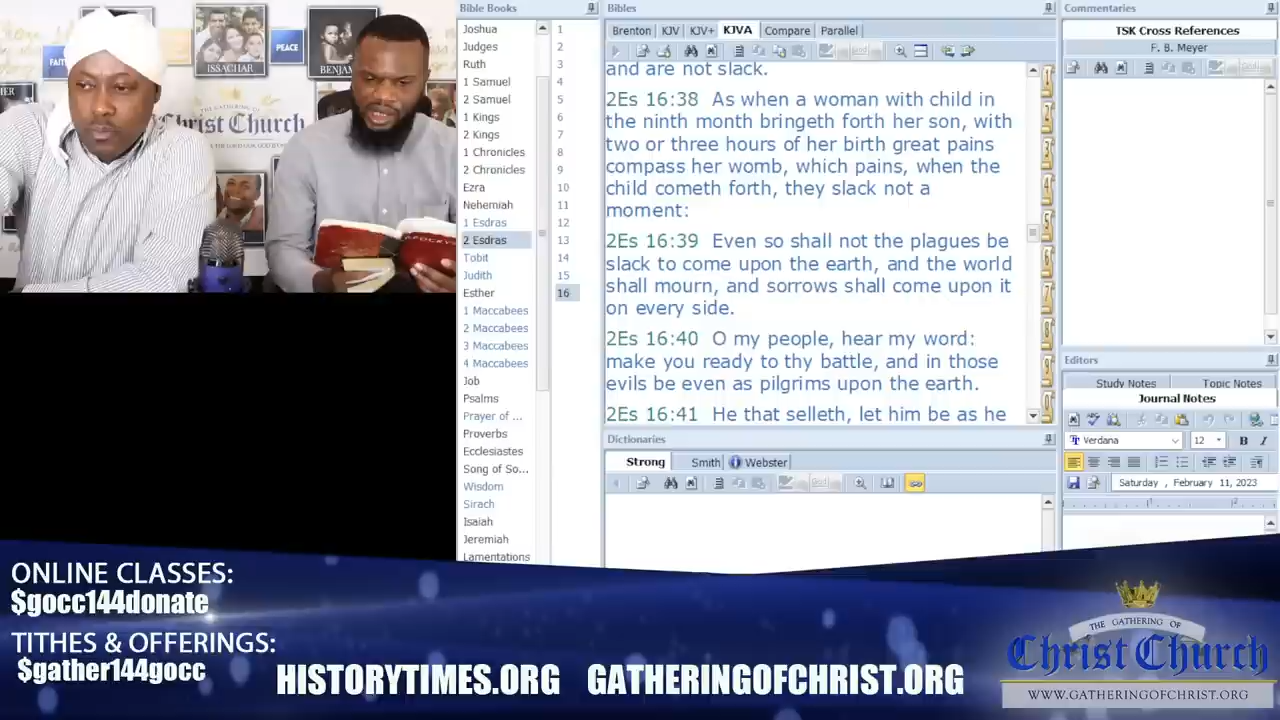 FAITH
ISSACHAR
PEACE
BENJAM
THE GATHERING OF
Christ Church
Bible Books
Joshua
Judges
Ruth
1 Samuel
2 Samuel
1 Kings
2 Kings
1 Chronicles
2 Chronicles
Ezra
Nehemiah
1 Esdras
2 Esdras
Tobit
Judith
Esther
1 Maccabees
2 Maccabees
3 Maccabees
4 Maccabees
Job
Psalms
Prayer of ...
Proverbs
Ecclesiastes
Song of So...
Wisdom
Sirach
Isaiah
Jeremiah
Lamentations
1
2
3
4
5
6
7
8
9
10
11
12
13
14
15
16
Bibles
Brenton KJV KJV+ KJVA Compare Parallel
and are not slack.
2Es 16:38 As when a woman with child in
the ninth month bringeth forth her son, with
two or three hours of her birth great pains
compass her womb, which pains, when the
child cometh forth, they slack not a
moment:
2Es 16:39 Even so shall not the plagues be
slack to come upon the earth, and the world
shall mourn, and sorrows shall come upon it
on every side.
2Es 16:40 O my people, hear my word:
make you ready to thy battle, and in those
evils be even as pilgrims upon the earth.
2Es 16:41 He that selleth, let him be as he
Dictionaries
Strong Smith Webster
Commentaries
TSK Cross References
F. B. Meyer
Editors
Study Notes Topic Notes
Journal Notes
Verdana 12 B I
Saturday , February 11, 2023
ONLINE CLASSES:
$gocc144donate
TITHES & OFFERINGS:
$gather144gocc
HISTORYTIMES.ORG GATHERINGOFCHRIST.ORG
THE GATHERING OF
Christ Church
WWW.GATHERINGOFCHRIST.ORG